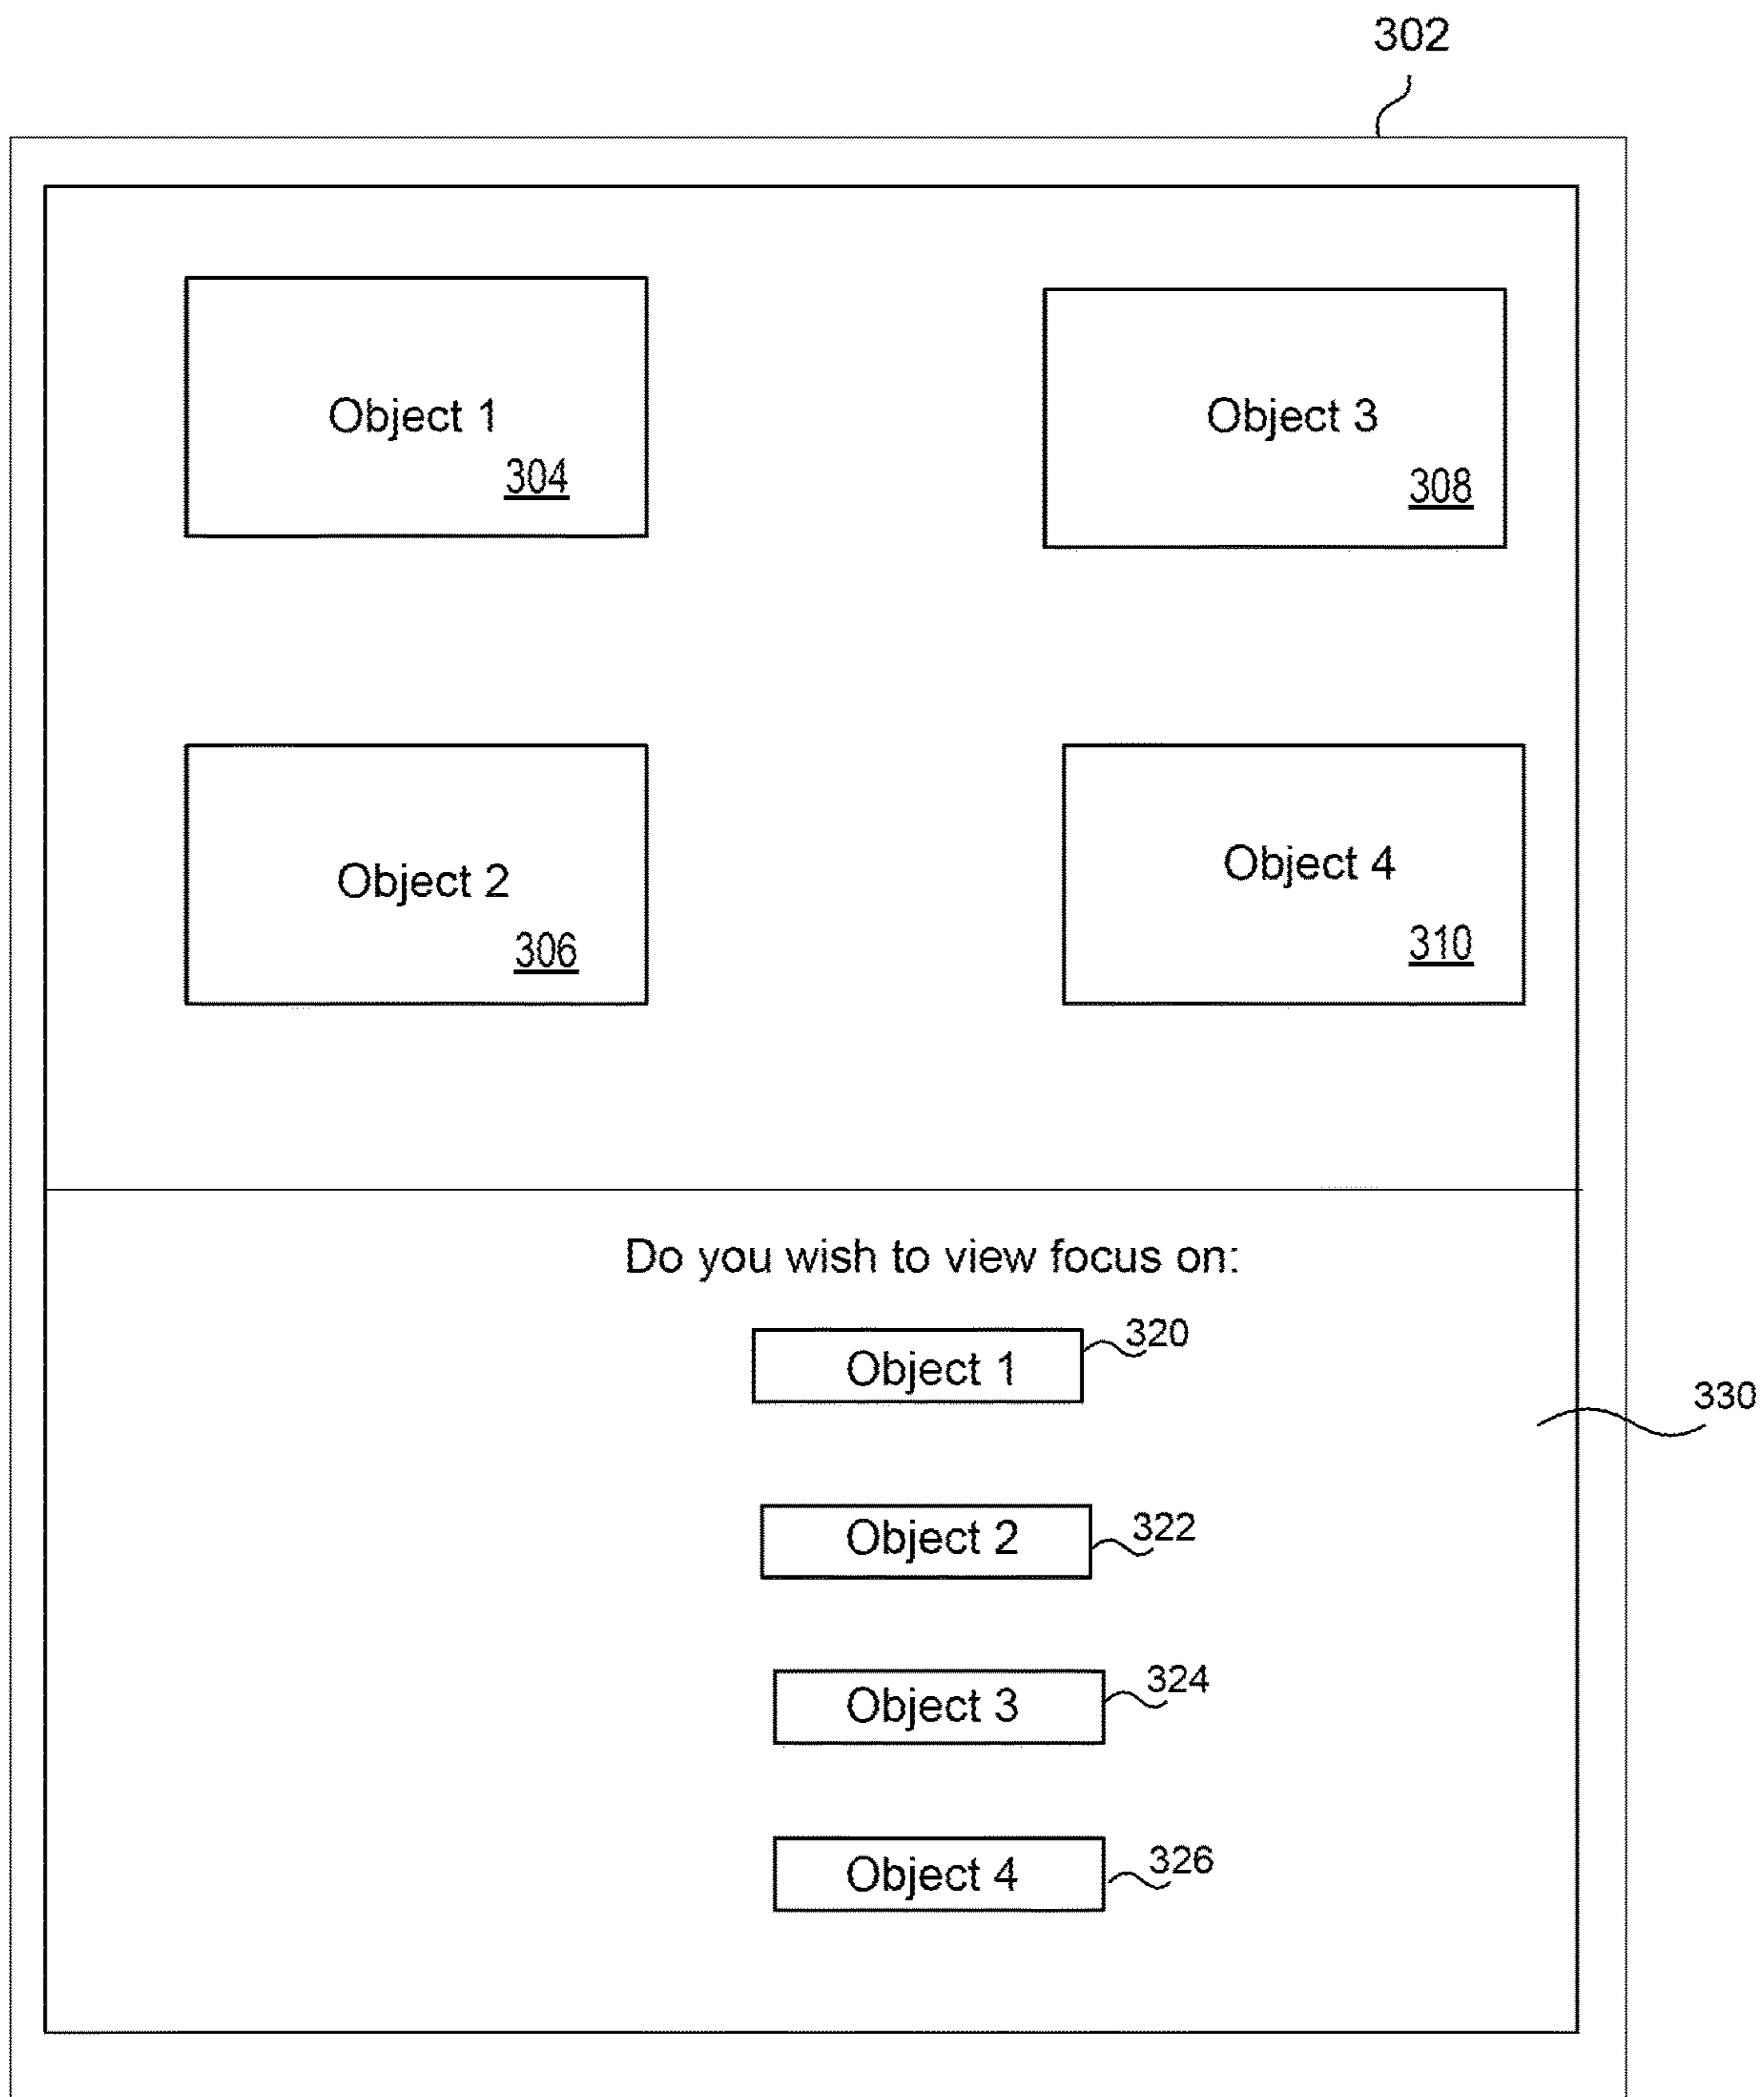 302
Object 1
304
Object 3
308
Object 2
306
Object 4
310
Do you wish to view focus on:
Object 1
320
330
Object 2
322
Object 3
324
Object 4
326